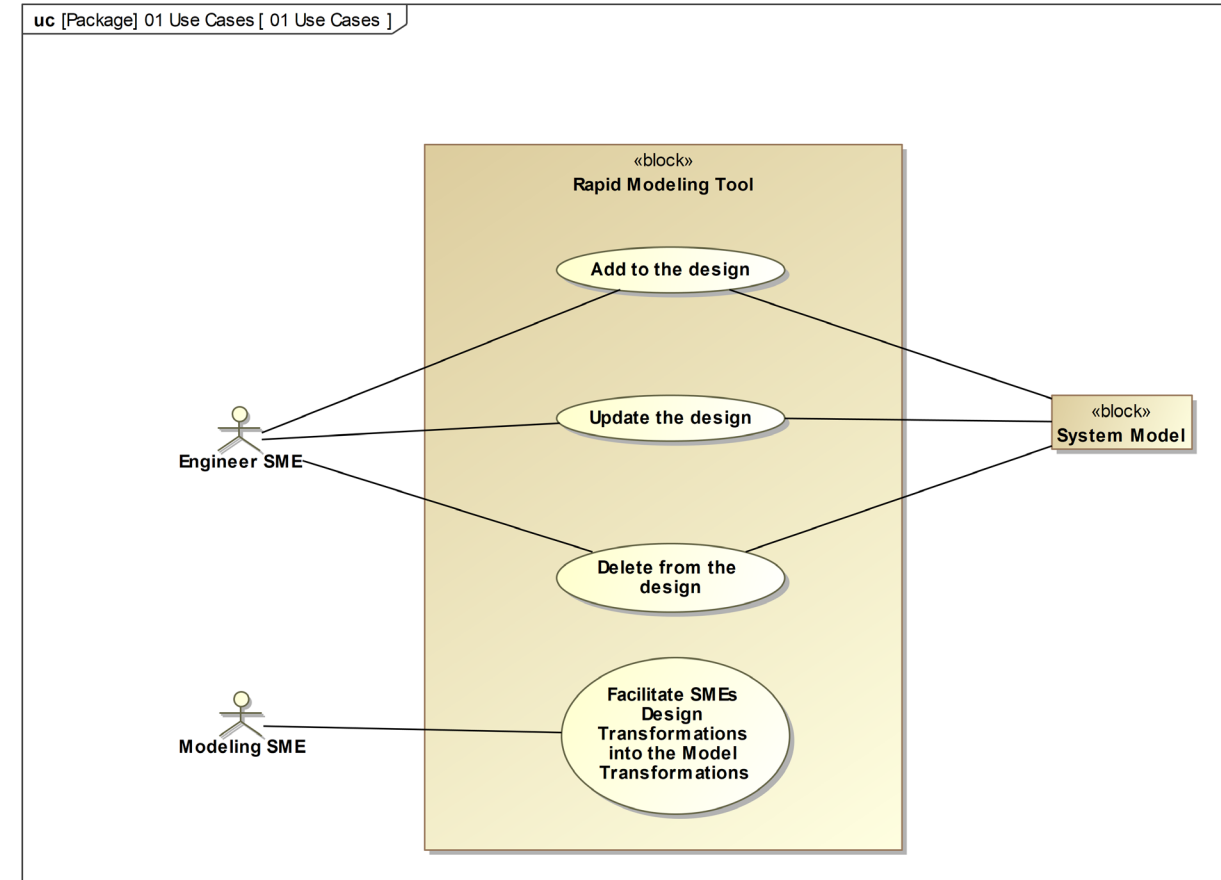 uc [Package] 01 Use Cases [ 01 Use Cases ]
«block»
Rapid Modeling Tool
Add to the design
Update the design
«block»
System Model
Engineer SME
Delete from the
design
Facilitate SMEs
Design
Transformations
into the Model
Transformations
Modeling SME